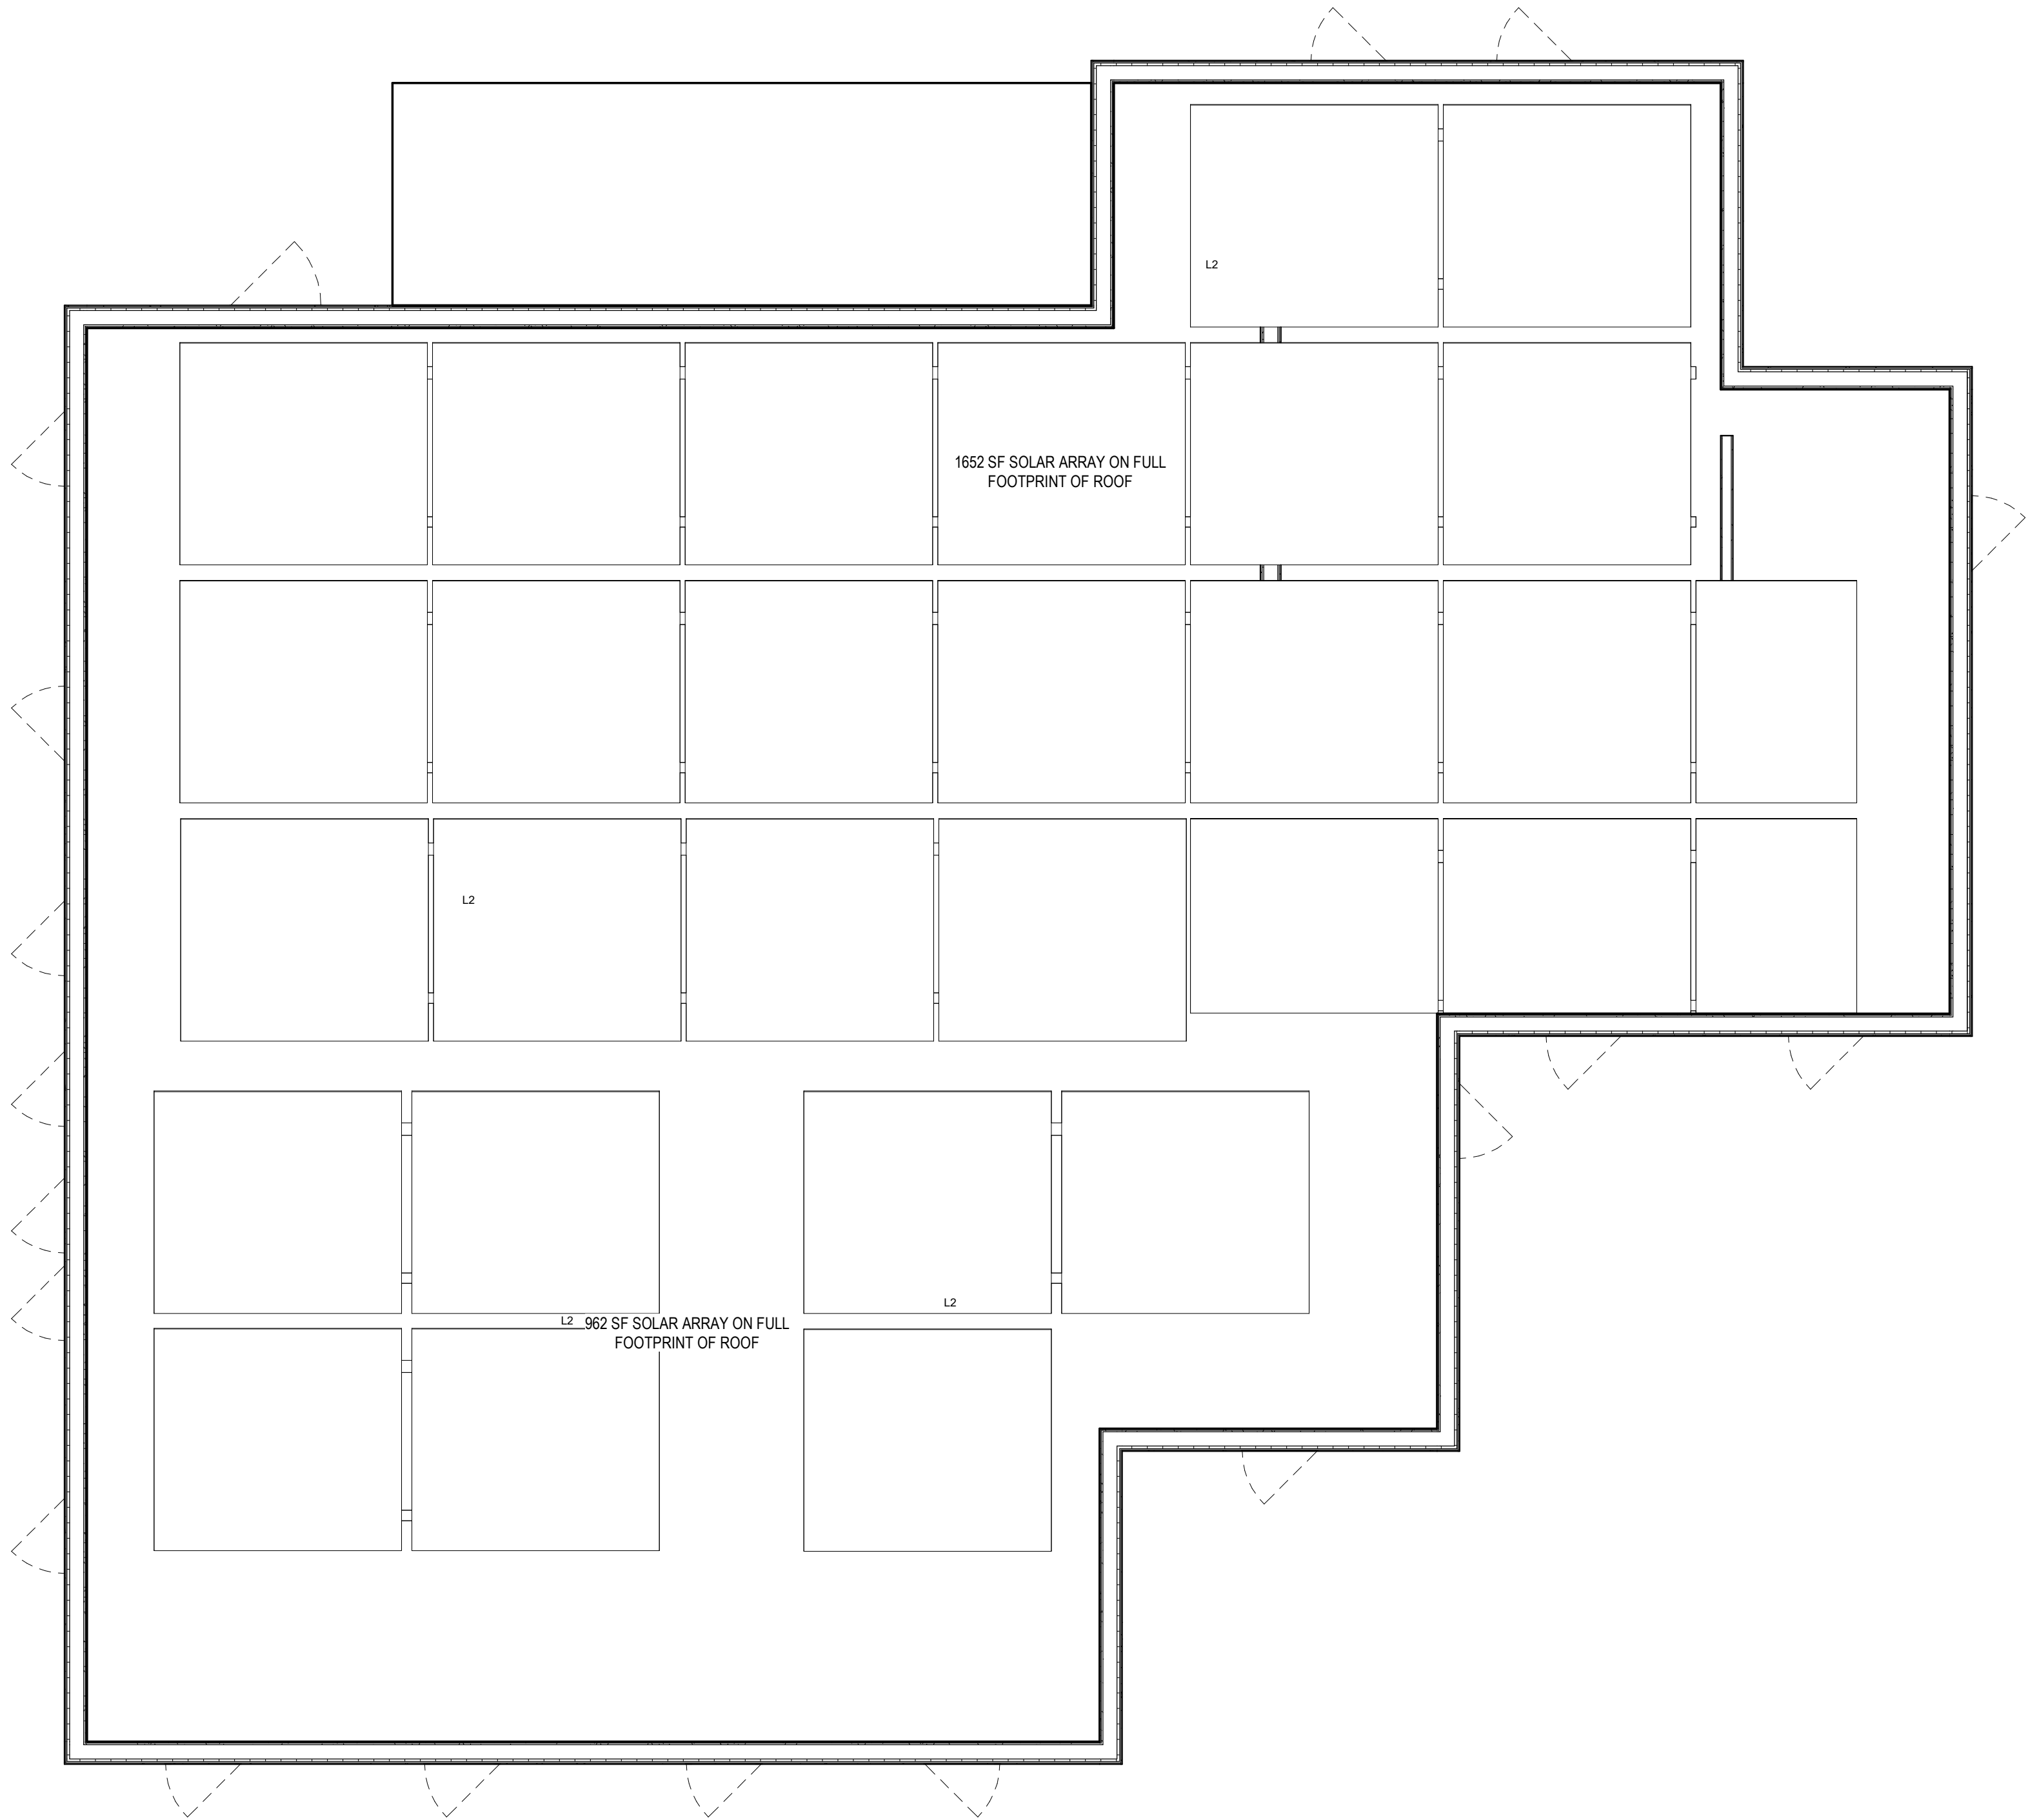 L2
1652 SF SOLAR ARRAY ON FULL
FOOTPRINT OF ROOF
L2
L2
L2
962 SF SOLAR ARRAY ON FULL
FOOTPRINT OF ROOF